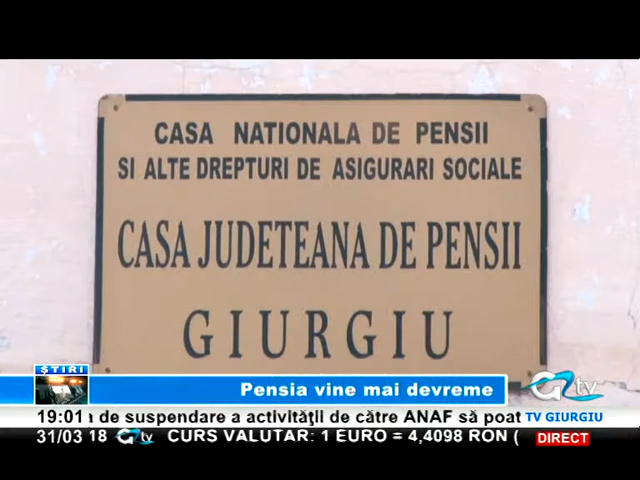 CASA NATIONALA DE PENSII
SI ALTE DREPTURI DE ASIGURARI SOCIALE
CASA JUDETEANA DE PENSII
GIURGIU
ŞTIRI
Pensia vine mai devreme
G tv
19:01 a de suspendare a activităţii de către ANAF să poat TV GIURGIU
31/03 18 G tv CURS VALUTAR: 1 EURO = 4,4098 RON ( DIRECT